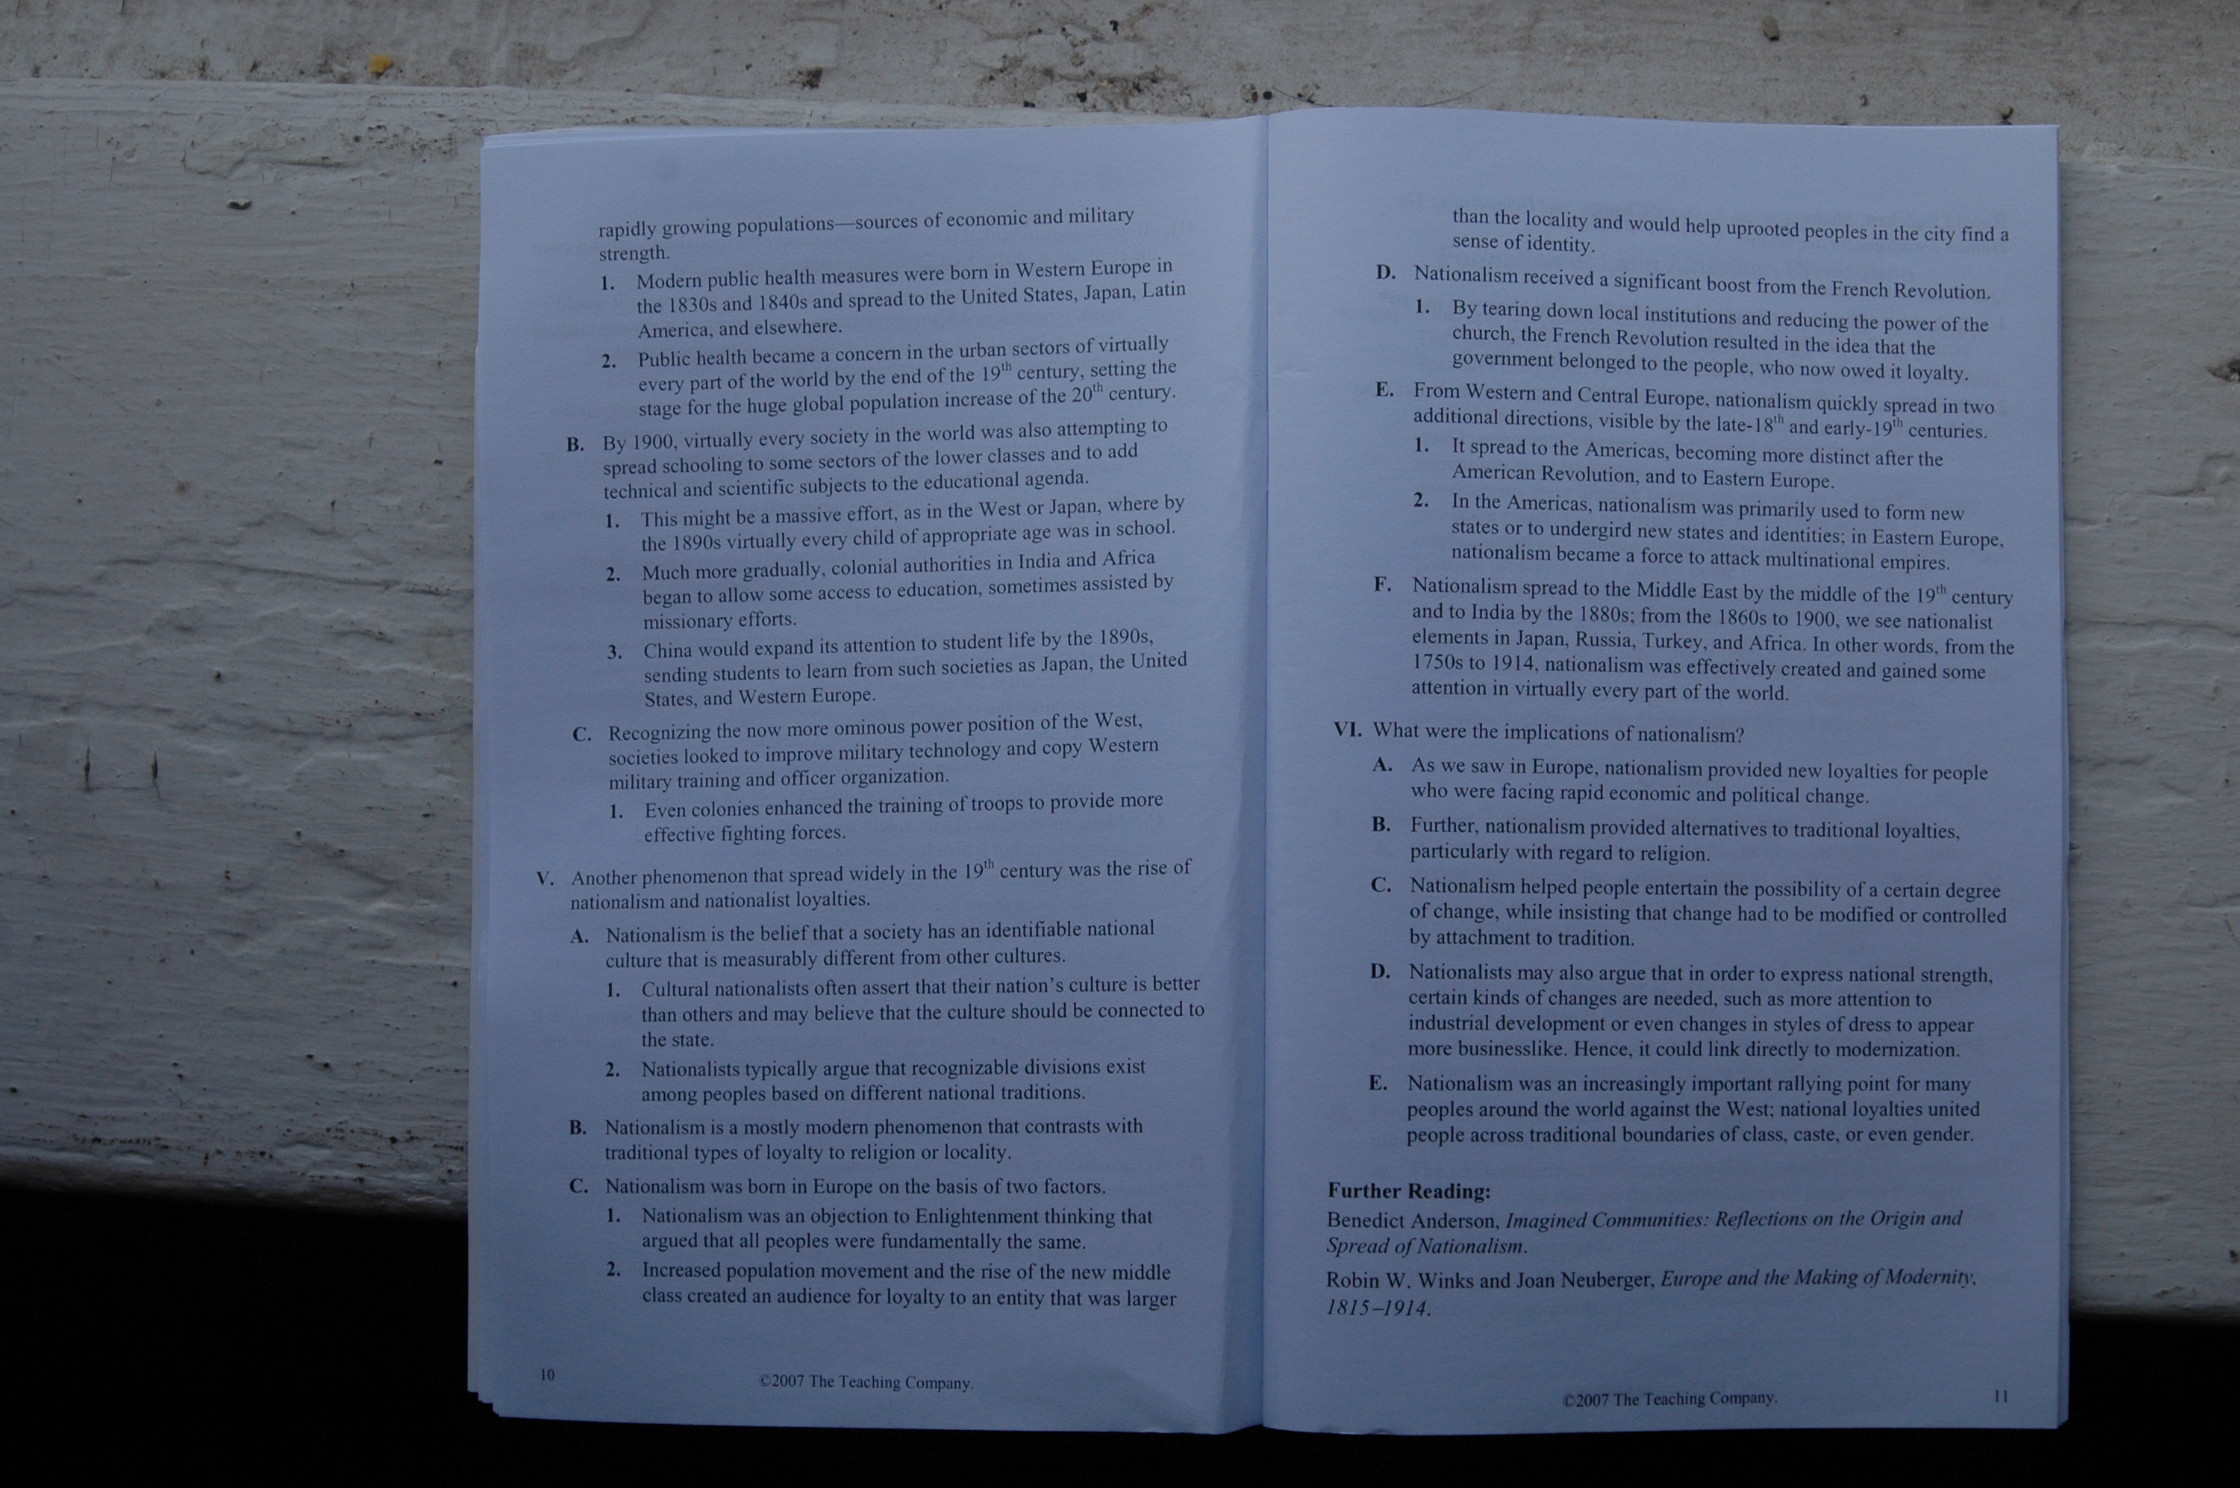 rapidly growing populations—sources of economic and military
strength.
1. Modern public health measures were born in Western Europe in
the 1830s and 1840s and spread to the United States, Japan, Latin
America, and elsewhere.
2. Public health became a concern in the urban sectors of virtually
every part of the world by the end of the 19th century, setting the
stage for the huge global population increase of the 20th century.
B. By 1900, virtually every society in the world was also attempting to
spread schooling to some sectors of the lower classes and to add
technical and scientific subjects to the educational agenda.
1. This might be a massive effort, as in the West or Japan, where by
the 1890s virtually every child of appropriate age was in school.
2. Much more gradually, colonial authorities in India and Africa
began to allow some access to education, sometimes assisted by
missionary efforts.
3. China would expand its attention to student life by the 1890s,
sending students to learn from such societies as Japan, the United
States, and Western Europe.
C. Recognizing the now more ominous power position of the West,
societies looked to improve military technology and copy Western
military training and officer organization.
1. Even colonies enhanced the training of troops to provide more
effective fighting forces.
V. Another phenomenon that spread widely in the 19th century was the rise of
nationalism and nationalist loyalties.
A. Nationalism is the belief that a society has an identifiable national
culture that is measurably different from other cultures.
1. Cultural nationalists often assert that their nation's culture is better
than others and may believe that the culture should be connected to
the state.
2. Nationalists typically argue that recognizable divisions exist
among peoples based on different national traditions.
B. Nationalism is a mostly modern phenomenon that contrasts with
traditional types of loyalty to religion or locality.
C. Nationalism was born in Europe on the basis of two factors.
1. Nationalism was an objection to Enlightenment thinking that
argued that all peoples were fundamentally the same.
2. Increased population movement and the rise of the new middle
class created an audience for loyalty to an entity that was larger
10
©2007 The Teaching Company.
than the locality and would help uprooted peoples in the city find a
sense of identity.
D. Nationalism received a significant boost from the French Revolution.
1. By tearing down local institutions and reducing the power of the
church, the French Revolution resulted in the idea that the
government belonged to the people, who now owed it loyalty.
E. From Western and Central Europe, nationalism quickly spread in two
additional directions, visible by the late-18th and early-19th centuries.
1. It spread to the Americas, becoming more distinct after the
American Revolution, and to Eastern Europe.
2. In the Americas, nationalism was primarily used to form new
states or to undergird new states and identities; in Eastern Europe,
nationalism became a force to attack multinational empires.
F. Nationalism spread to the Middle East by the middle of the 19th century
and to India by the 1880s; from the 1860s to 1900, we see nationalist
elements in Japan, Russia, Turkey, and Africa. In other words, from the
1750s to 1914, nationalism was effectively created and gained some
attention in virtually every part of the world.
VI. What were the implications of nationalism?
A. As we saw in Europe, nationalism provided new loyalties for people
who were facing rapid economic and political change.
B. Further, nationalism provided alternatives to traditional loyalties,
particularly with regard to religion.
C. Nationalism helped people entertain the possibility of a certain degree
of change, while insisting that change had to be modified or controlled
by attachment to tradition.
D. Nationalists may also argue that in order to express national strength,
certain kinds of changes are needed, such as more attention to
industrial development or even changes in styles of dress to appear
more businesslike. Hence, it could link directly to modernization.
E. Nationalism was an increasingly important rallying point for many
peoples around the world against the West; national loyalties united
people across traditional boundaries of class, caste, or even gender.
Further Reading:
Benedict Anderson, Imagined Communities: Reflections on the Origin and
Spread of Nationalism.
Robin W. Winks and Joan Neuberger, Europe and the Making of Modernity,
1815–1914.
©2007 The Teaching Company.
11